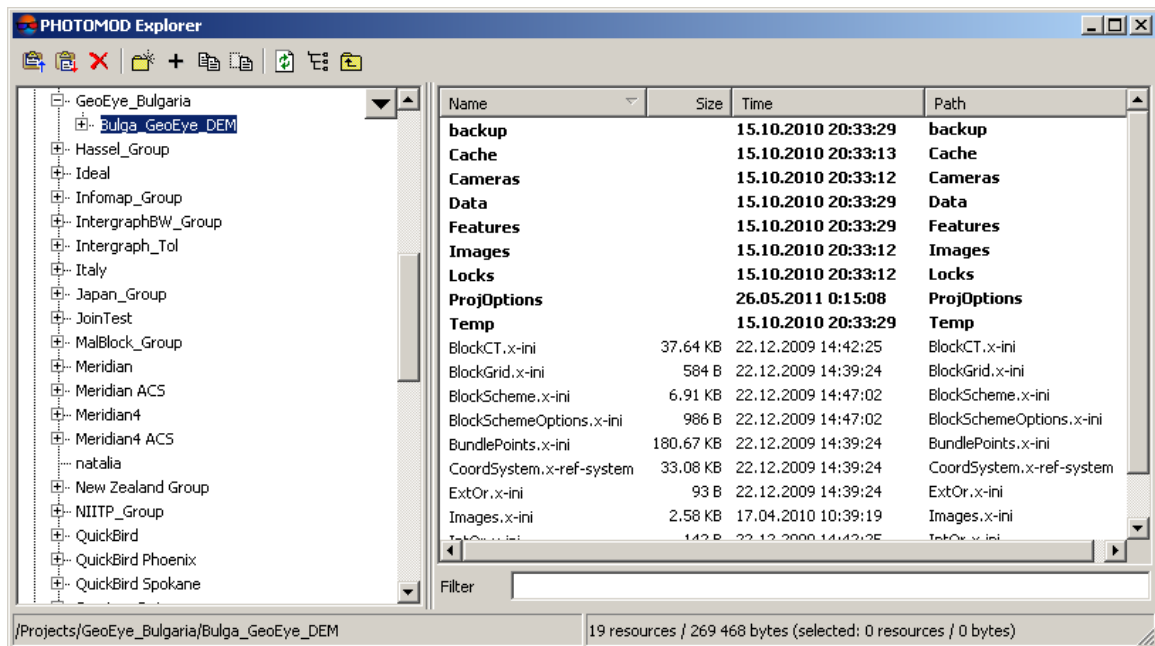 PHOTOMOD Explorer
GeoEye_Bulgaria
Bulga_GeoEye_DEM
Hassel_Group
Ideal
Infomap_Group
IntergraphBW_Group
Intergraph_Tol
Italy
Japan_Group
JoinTest
MalBlock_Group
Meridian
Meridian ACS
Meridian4
Meridian4 ACS
natalia
New Zealand Group
NIITP_Group
QuickBird
QuickBird Phoenix
QuickBird Spokane
Name Size Time Path
backup 15.10.2010 20:33:29 backup
Cache 15.10.2010 20:33:13 Cache
Cameras 15.10.2010 20:33:12 Cameras
Data 15.10.2010 20:33:29 Data
Features 15.10.2010 20:33:29 Features
Images 15.10.2010 20:33:12 Images
Locks 15.10.2010 20:33:12 Locks
ProjOptions 26.05.2011 0:15:08 ProjOptions
Temp 15.10.2010 20:33:29 Temp
BlockCT.x-ini 37.64 KB 22.12.2009 14:42:25 BlockCT.x-ini
BlockGrid.x-ini 584 B 22.12.2009 14:39:24 BlockGrid.x-ini
BlockScheme.x-ini 6.91 KB 22.12.2009 14:47:02 BlockScheme.x-ini
BlockSchemeOptions.x-ini 986 B 22.12.2009 14:47:02 BlockSchemeOptions.x-ini
BundlePoints.x-ini 180.67 KB 22.12.2009 14:39:24 BundlePoints.x-ini
CoordSystem.x-ref-system 33.08 KB 22.12.2009 14:39:24 CoordSystem.x-ref-system
ExtOr.x-ini 93 B 22.12.2009 14:39:24 ExtOr.x-ini
Images.x-ini 2.58 KB 17.04.2010 10:39:19 Images.x-ini
IntOr.x-ini 142 B 22.12.2009 14:42:25 IntOr.x-ini
Filter
/Projects/GeoEye_Bulgaria/Bulga_GeoEye_DEM
19 resources / 269 468 bytes (selected: 0 resources / 0 bytes)